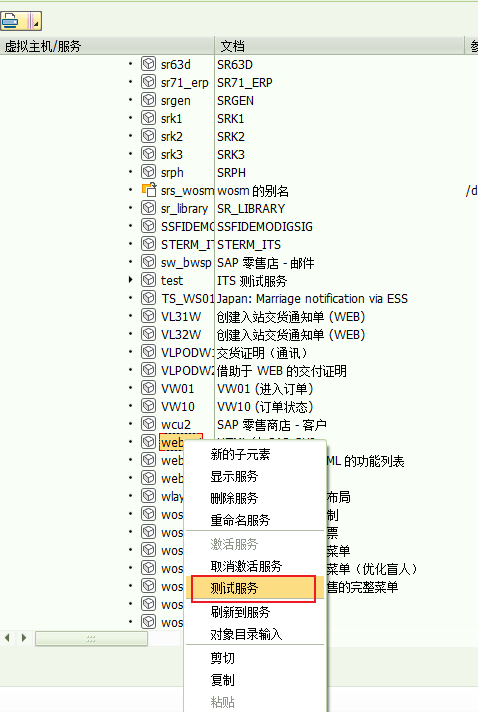 虚拟主机/服务 文档
sr63d SR63D
sr71_erp SR71_ERP
srgen SRGEN
srk1 SRK1
srk2 SRK2
srk3 SRK3
srph SRPH
srs_wosm wosm 的别名 /d
sr_library SR_LIBRARY
SSFIDEMO SSFIDEMODIGSIG
STERM_IT STERM_ITS
sw_bwsp SAP 零售店 - 邮件
test ITS 测试服务
TS_WS01 Japan: Marriage notification via ESS
VL31W 创建入站交货通知单 (WEB)
VL32W 创建入站交货通知单 (WEB)
VLPODW1 交货证明（通讯）
VLPODW2 借助于 WEB 的交付证明
VW01 VW01 (进入订单)
VW10 VW10 (订单状态)
wcu2 SAP 零售商店 - 客户
web
新的子元素
web ML 的功能列表
显示服务
web
删除服务
wlay 布局
重命名服务
wos 制
wos 票
激活服务
wos 菜单
取消激活服务
wos 菜单（优化盲人）
测试服务
wos 售的完整菜单
wos
刷新到服务
wos
对象目录输入
剪切
复制
粘贴